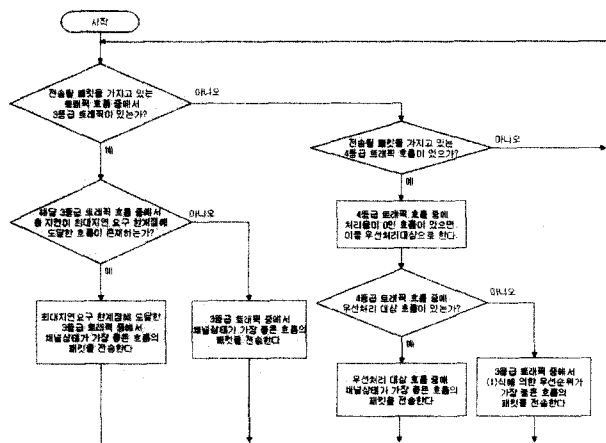 시작
전송할 패킷을 가지고 있는
트래픽 흐름 중에서
3등급 트래픽이 있는가?
아니오
예
전송할 패킷을 가지고 있는
4등급 트래픽 흐름이 있으가?
아니오
예
해당 3등급 트래픽 흐름 중에서
총 지연이 최대지연 요구 한계점에
도달한 흐름이 존재하는가?
아니오
예
4등급 트래픽 흐름 중에
처리율이 0인 흐름이 있으면,
이를 우선처리대상으로 한다.
최대지연요구 한계점에 도달한
3등급 트래픽 중에서
채널상태가 가장 좋은 흐름의
패킷을 전송한다
3등급 트래픽 중에서
채널상태가 가장 좋은 흐름의
패킷을 전송한다
4등급 트래픽 흐름 중에
우선처리 대상 흐름이 있는가?
아니오
예
우선처리 대상 흐름 중에
채널상태가 가장 좋은 흐름의
패킷을 전송한다
3등급 트래픽 중에서
(1)식에 의한 우선순위가
가장 높은 흐름의
패킷을 전송한다